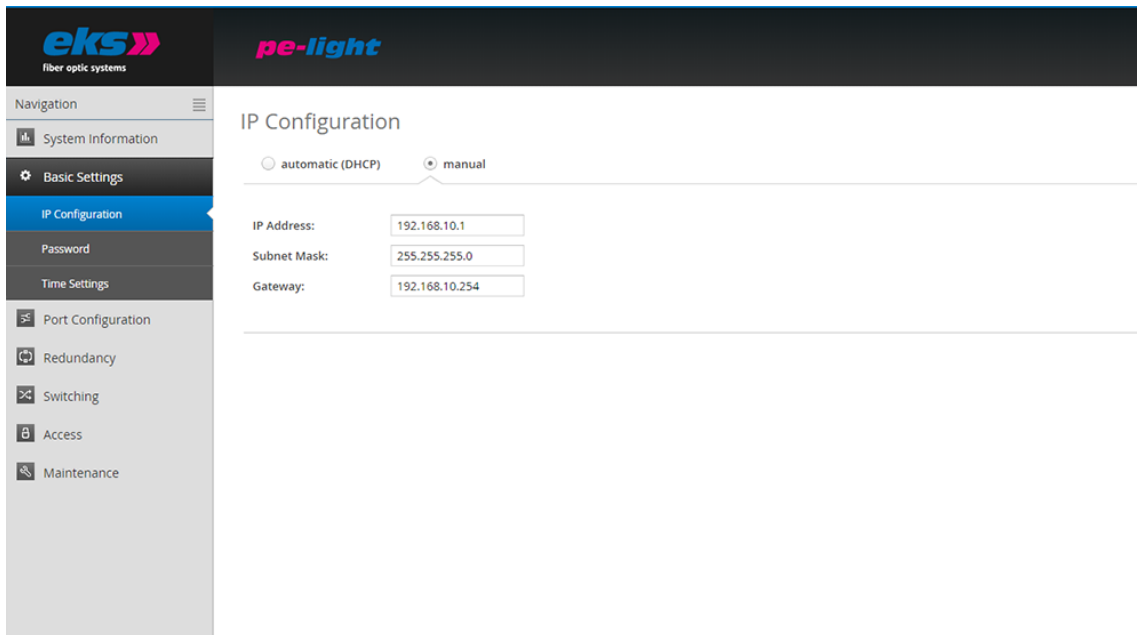 eks
fiber optic systems
pe-light
Navigation
System Information
Basic Settings
IP Configuration
Password
Time Settings
Port Configuration
Redundancy
Switching
Access
Maintenance
IP Configuration
automatic (DHCP)
manual
IP Address: 192.168.10.1
Subnet Mask: 255.255.255.0
Gateway: 192.168.10.254